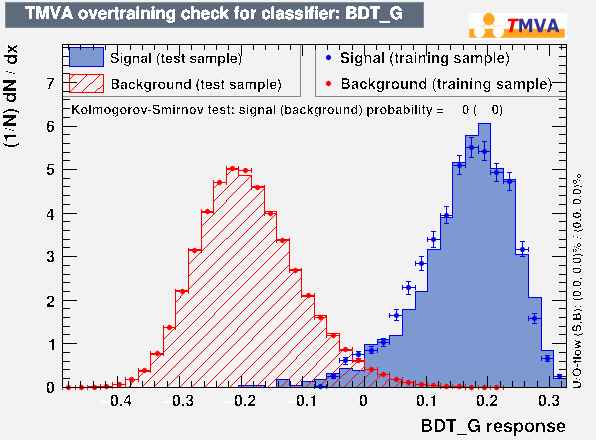 TMVA overtraining check for classifier: BDT_G
TMVA
Signal (test sample)
Signal (training sample)
Background (test sample)
Background (training sample)
Kolmogorov-Smirnov test: signal (background) probability = 0 ( 0)
(1/N) dN / dx
7
6
5
4
3
2
1
0
−0.4 −0.3 −0.2 −0.1 0 0.1 0.2 0.3
BDT_G response
U/O-flow (S,B): (0.0, 0.0)% / (0.0, 0.0)%